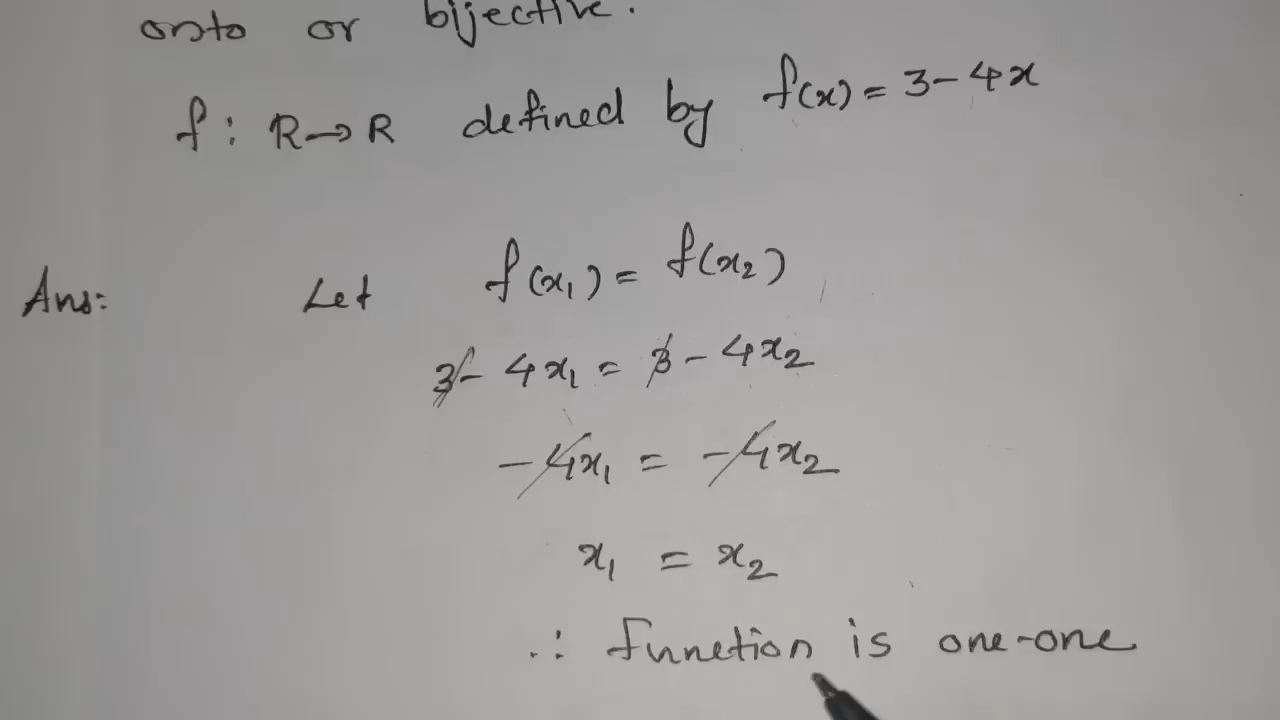 onto or bijective.
f : R→R defined by f(x) = 3-4x
Ans: Let f(x₁) = f(x₂)
3 - 4x₁ = 3 - 4x₂
-4x₁ = -4x₂
x₁ = x₂
∴ function is one-one